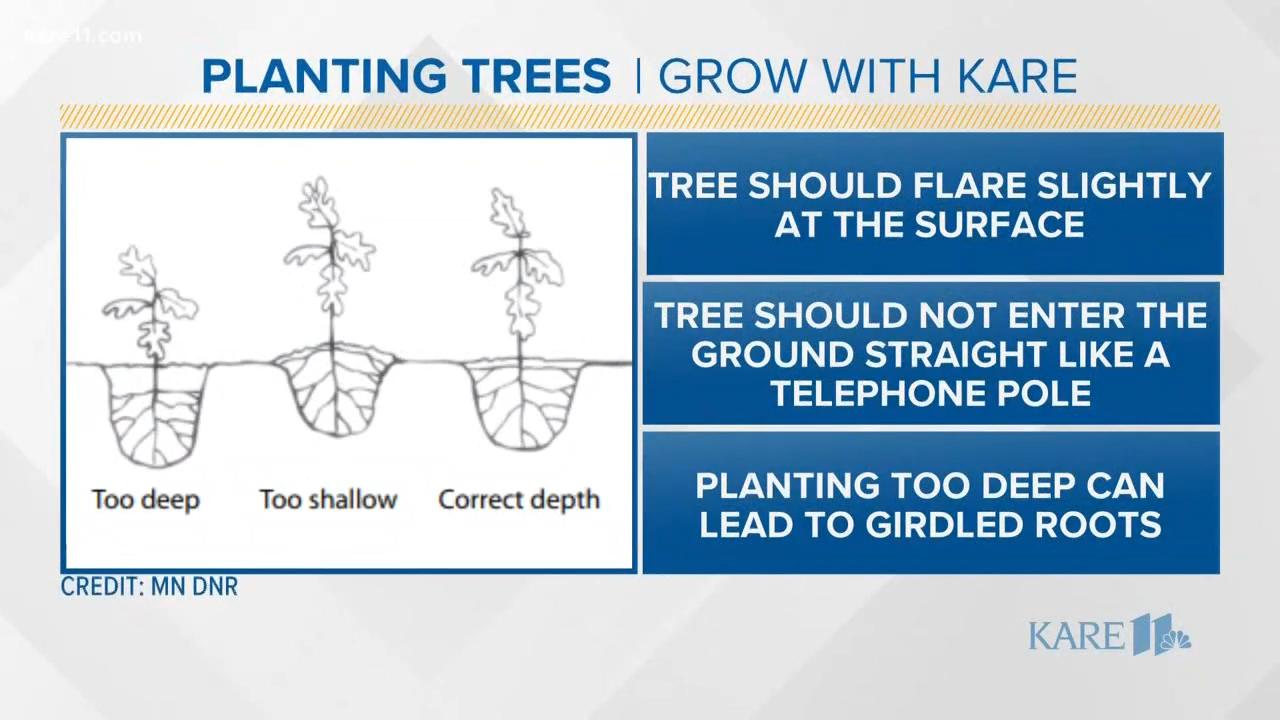 kare11.com
PLANTING TREES | GROW WITH KARE
TREE SHOULD FLARE SLIGHTLY
AT THE SURFACE
TREE SHOULD NOT ENTER THE
GROUND STRAIGHT LIKE A
TELEPHONE POLE
PLANTING TOO DEEP CAN
LEAD TO GIRDLED ROOTS
Too deep Too shallow Correct depth
CREDIT: MN DNR
KARE 11